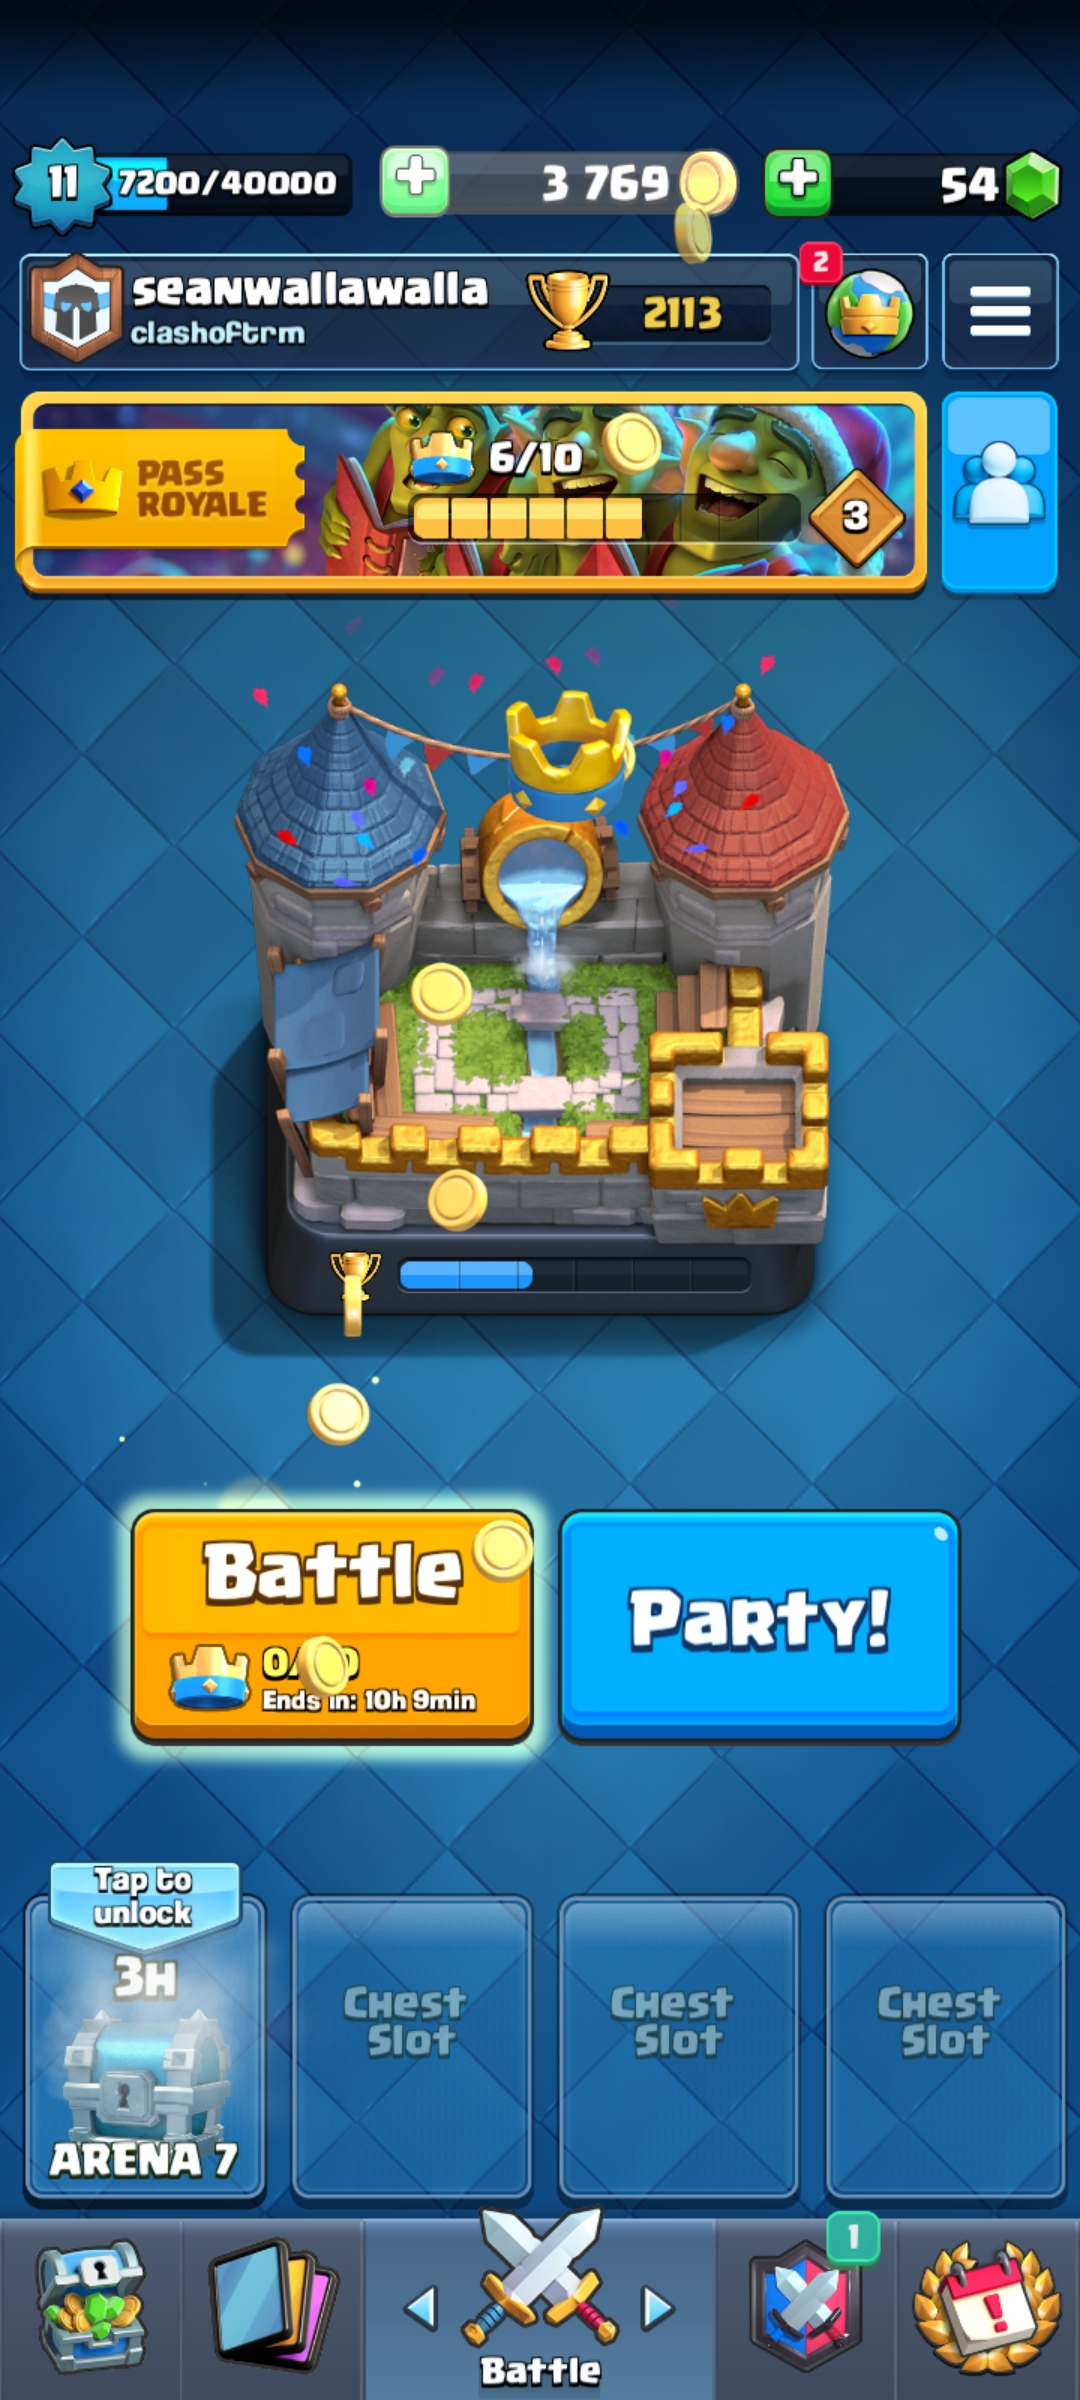 11
7200/40000
3 769
54
seanwallawalla
clashoftrm
2113
2
PASS
ROYALE
6/10
3
Battle
Ends in: 10h 9min
Party!
Tap to
unlock
3H
ARENA 7
Chest
Slot
Chest
Slot
Chest
Slot
1
Battle